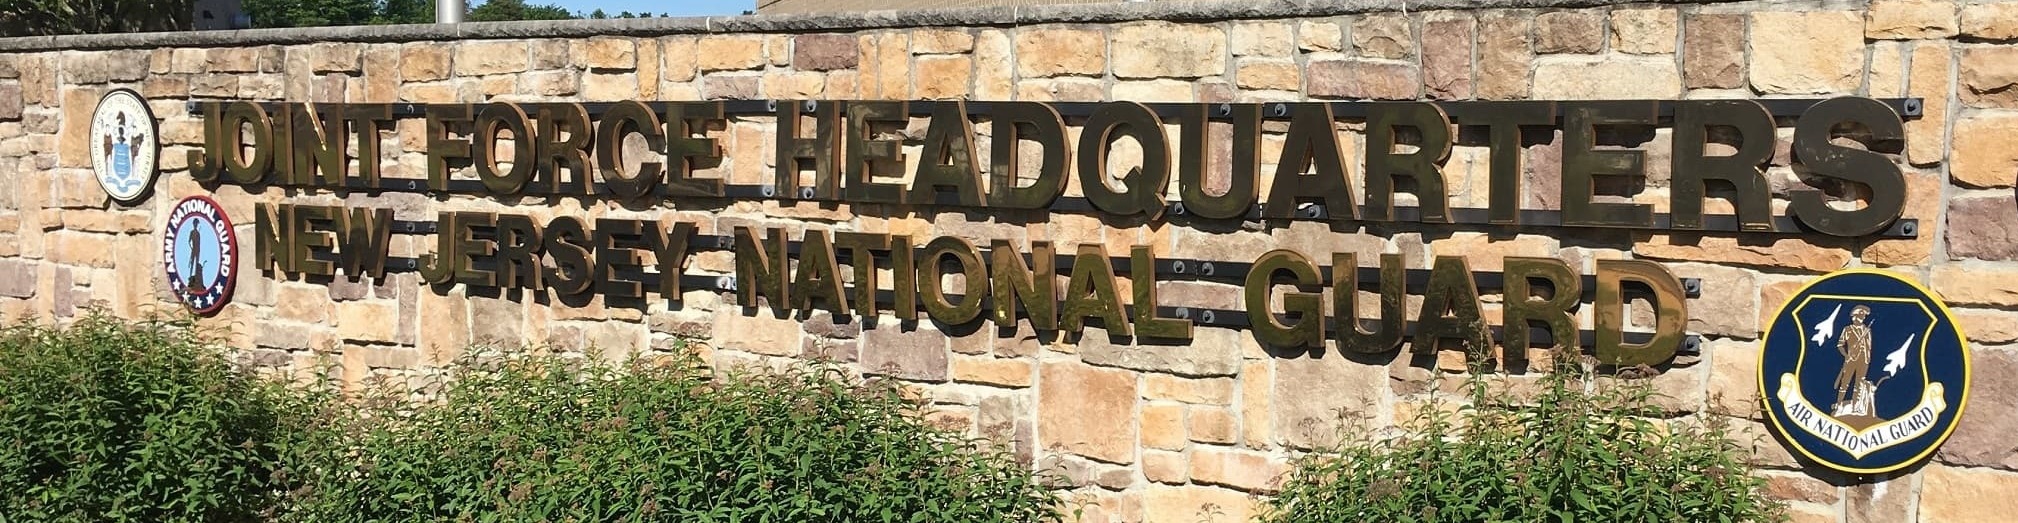 JOINT FORCE HEADQUARTERS
NEW JERSEY NATIONAL GUARD
ARMY NATIONAL GUARD
AIR NATIONAL GUARD